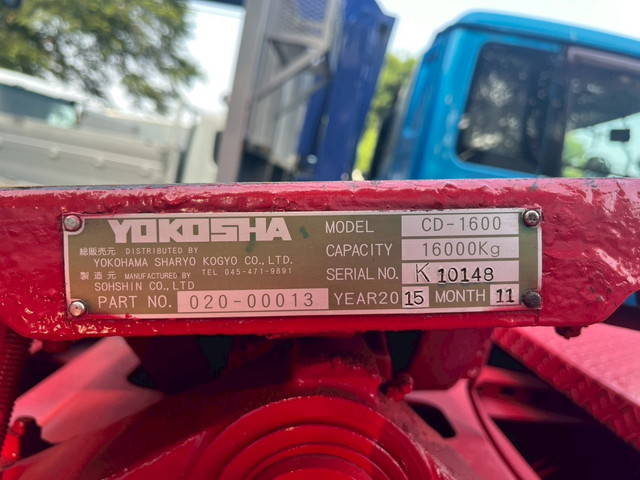 YOKOSHA
総販売元 DISTRIBUTED BY
YOKOHAMA SHARYO KOGYO CO., LTD.
製造元 MANUFACTURED BY TEL 045-471-9891
SOHSHIN CO., LTD
PART NO. 020-00013
MODEL CD-1600
CAPACITY 16000Kg
SERIAL NO. K 10148
YEAR20 15 MONTH 11